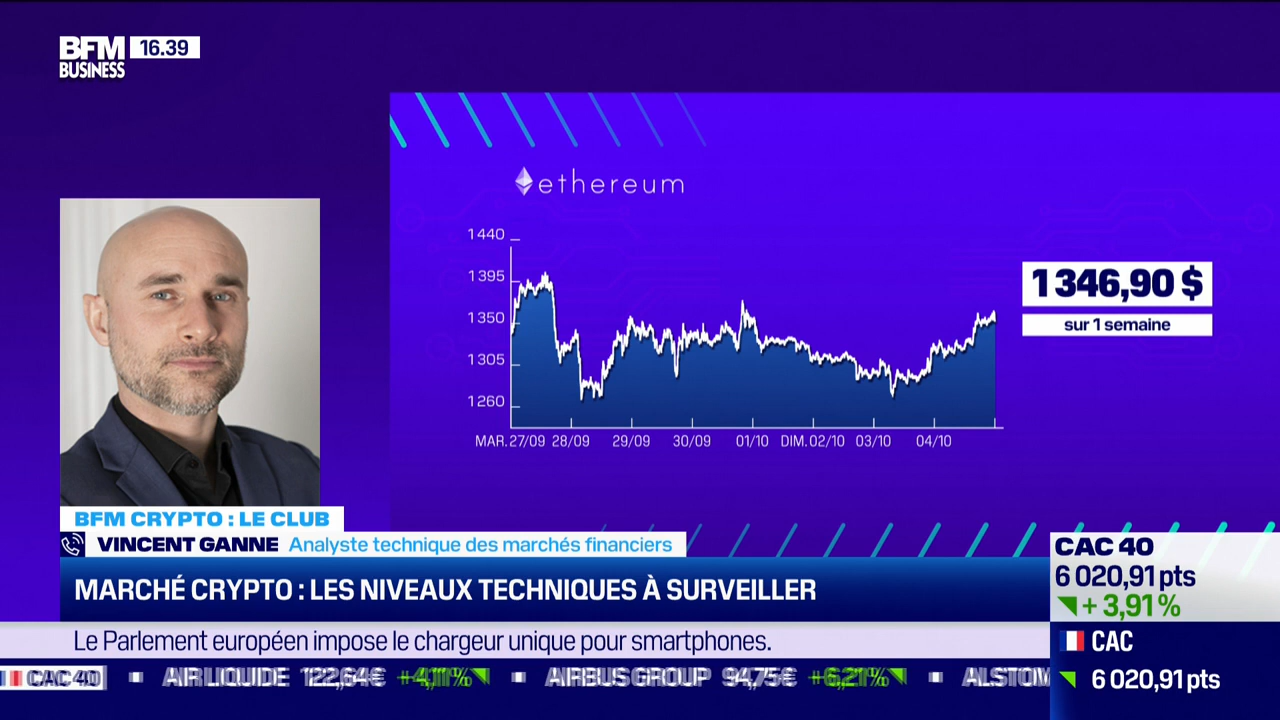 BFM 16.39
BUSINESS
ethereum
1440
1395
1350
1305
1260
MAR.27/09 28/09 29/09 30/09 01/10 DIM.02/10 03/10 04/10
1 346,90 $
sur 1 semaine
BFM CRYPTO : LE CLUB
VINCENT GANNE Analyste technique des marchés financiers
MARCHÉ CRYPTO : LES NIVEAUX TECHNIQUES À SURVEILLER
CAC 40
6 020,91 pts
+ 3,91 %
Le Parlement européen impose le chargeur unique pour smartphones.
CAC
6 020,91 pts
CAC 40 AIR LIQUIDE 122,64€ +4,11% AIRBUS GROUP 94,75€ +6,21% ALSTOM